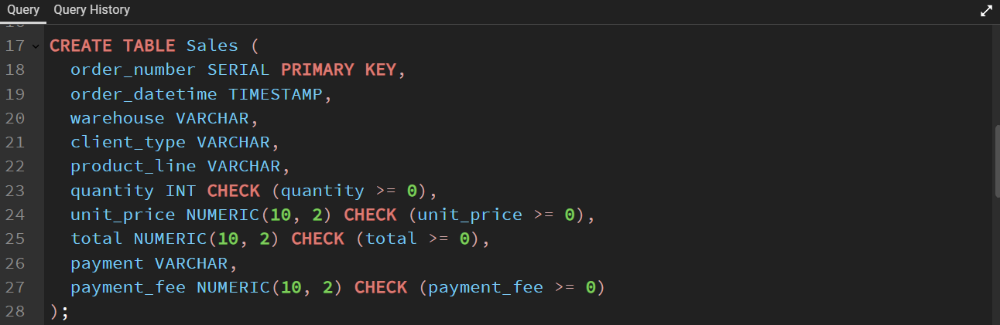 Query Query History
17 CREATE TABLE Sales (
18 order_number SERIAL PRIMARY KEY,
19 order_datetime TIMESTAMP,
20 warehouse VARCHAR,
21 client_type VARCHAR,
22 product_line VARCHAR,
23 quantity INT CHECK (quantity >= 0),
24 unit_price NUMERIC(10, 2) CHECK (unit_price >= 0),
25 total NUMERIC(10, 2) CHECK (total >= 0),
26 payment VARCHAR,
27 payment_fee NUMERIC(10, 2) CHECK (payment_fee >= 0)
28 );